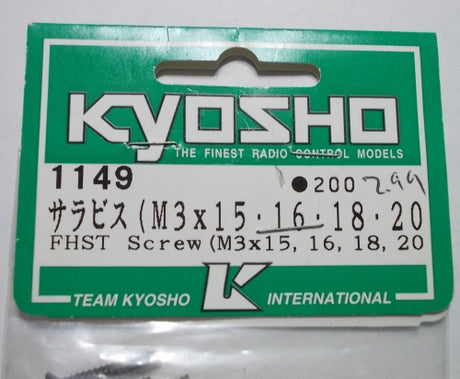 KYOSHO
THE FINEST RADIO CONTROL MODELS
1149 ●200 2.99
サラビス(M3x15・16・18・20
FHST Screw(M3x15, 16, 18, 20
TEAM KYOSHO K INTERNATIONAL